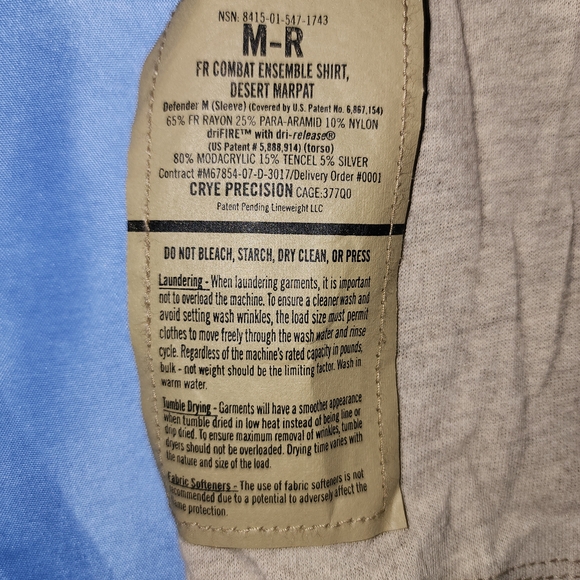 NSN: 8415-01-547-1743
M-R
FR COMBAT ENSEMBLE SHIRT,
DESERT MARPAT
Defender M (Sleeve) (Covered by U.S. Patent No. 6,867,154)
65% FR RAYON 25% PARA-ARAMID 10% NYLON
driFIRE™ with dri-release®
(US Patent # 5,888,914) (torso)
80% MODACRYLIC 15% TENCEL 5% SILVER
Contract #M67854-07-D-3017/Delivery Order #0001
CRYE PRECISION CAGE:377Q0
Patent Pending Lineweight LLC
DO NOT BLEACH, STARCH, DRY CLEAN, OR PRESS
Laundering - When laundering garments, it is important
not to overload the machine. To ensure a cleaner wash and
avoid setting wash wrinkles, the load size must permit
clothes to move freely through the wash water and rinse
cycle. Regardless of the machine's rated capacity in pounds,
bulk - not weight should be the limiting factor. Wash in
warm water.
Tumble Drying - Garments will have a smoother appearance
when tumble dried in low heat instead of being line or
drip dried. To ensure maximum removal of wrinkles, tumble
dryers should not be overloaded. Drying time varies with
the nature and size of the load.
Fabric Softeners - The use of fabric softeners is not
recommended due to a potential to adversely affect the
protection.